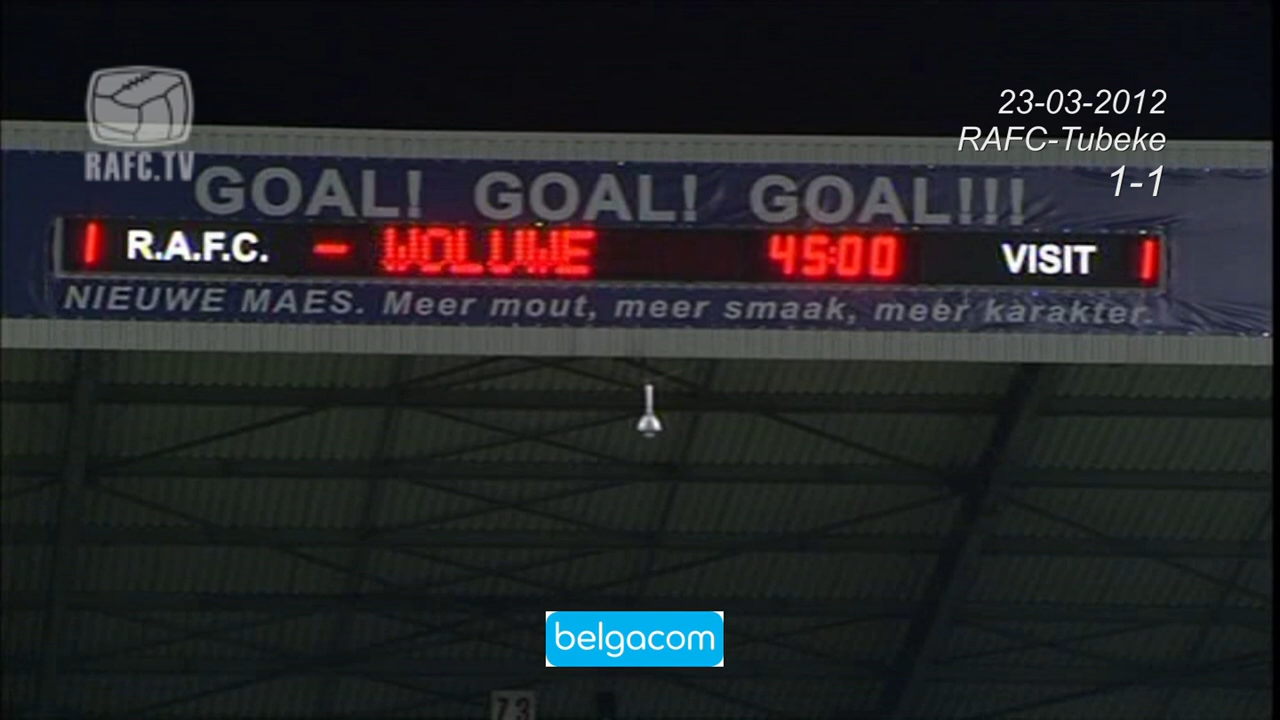 23-03-2012
RAFC-Tubeke
1-1
RAFC.TV
GOAL! GOAL! GOAL!!!
1 R.A.F.C. - WOLUWE 45:00 VISIT 1
NIEUWE MAES. Meer mout, meer smaak, meer karakter.
belgacom
73